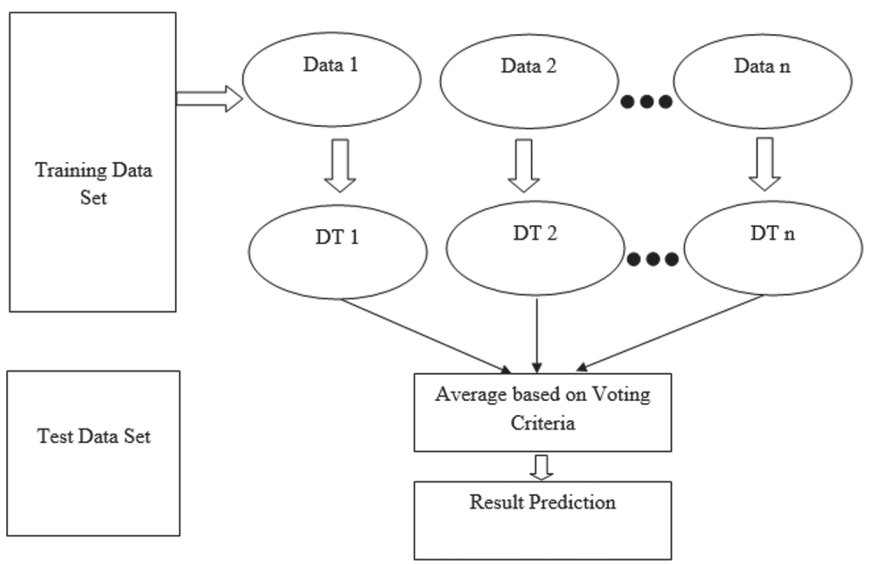 Data 1
Data 2
Data n
Training Data
Set
DT 1
DT 2
DT n
Average based on Voting
Criteria
Test Data Set
Result Prediction